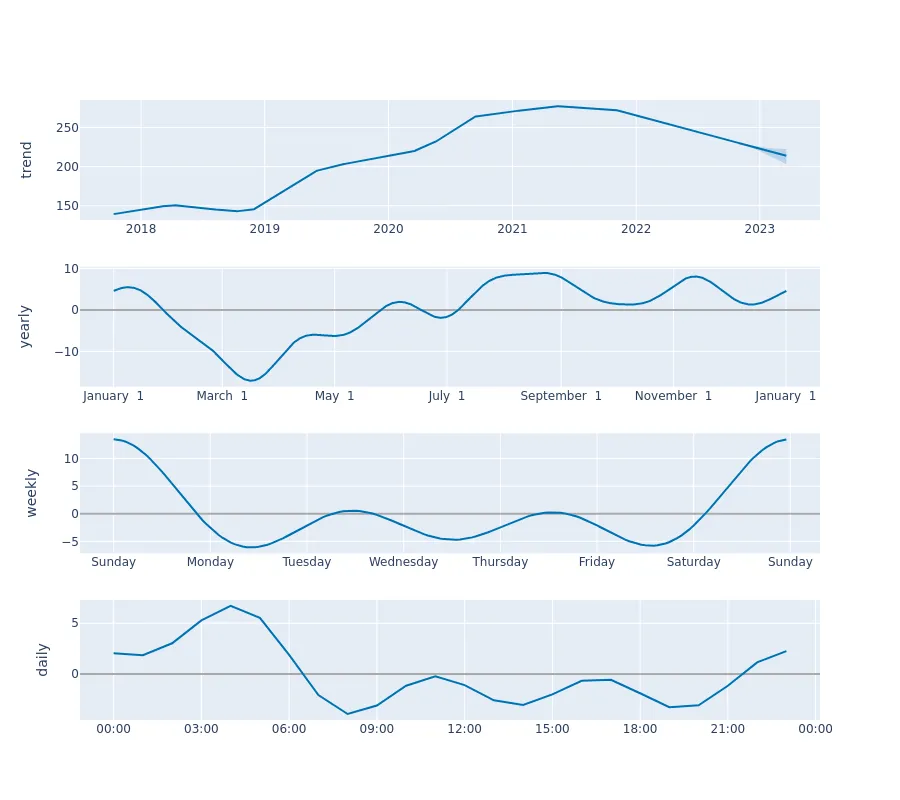 trend
250
200
150
2018 2019 2020 2021 2022 2023
yearly
10
0
−10
January 1 March 1 May 1 July 1 September 1 November 1 January 1
weekly
10
5
0
−5
Sunday Monday Tuesday Wednesday Thursday Friday Saturday Sunday
daily
5
0
00:00 03:00 06:00 09:00 12:00 15:00 18:00 21:00 00:00